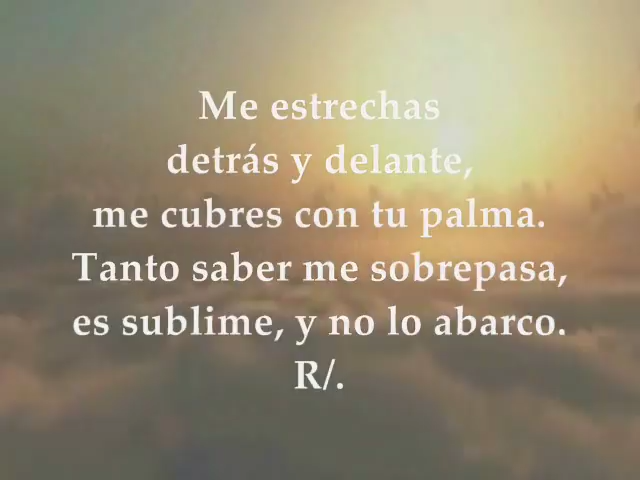 Me estrechas
detrás y delante,
me cubres con tu palma.
Tanto saber me sobrepasa,
es sublime, y no lo abarco.
R/.